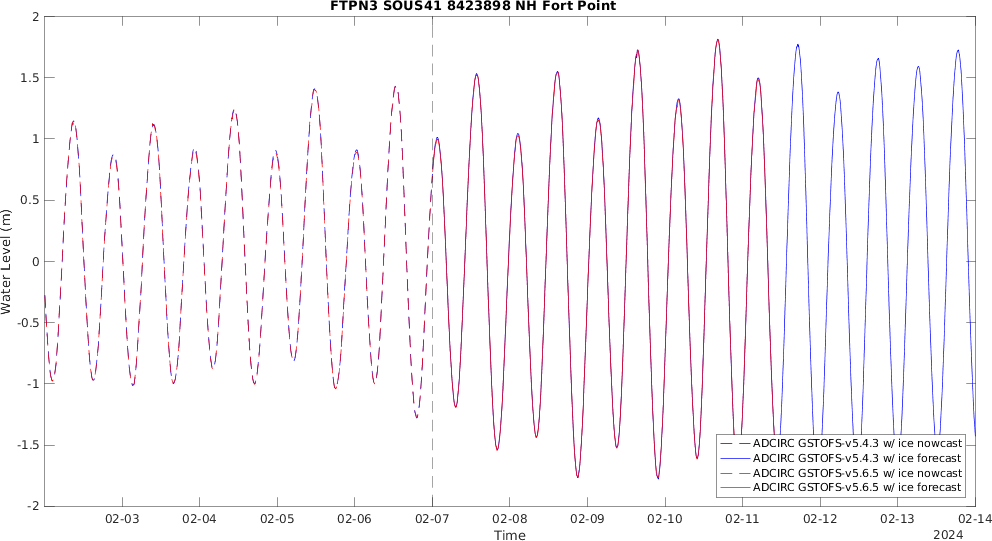 FTPN3 SOUS41 8423898 NH Fort Point
2
1.5
1
0.5
0
-0.5
-1
-1.5
-2
Water Level (m)
ADCIRC GSTOFS-v5.4.3 w/ ice nowcast
ADCIRC GSTOFS-v5.4.3 w/ ice forecast
ADCIRC GSTOFS-v5.6.5 w/ ice nowcast
ADCIRC GSTOFS-v5.6.5 w/ ice forecast
02-03 02-04 02-05 02-06 02-07 02-08 02-09 02-10 02-11 02-12 02-13 02-14
Time
2024